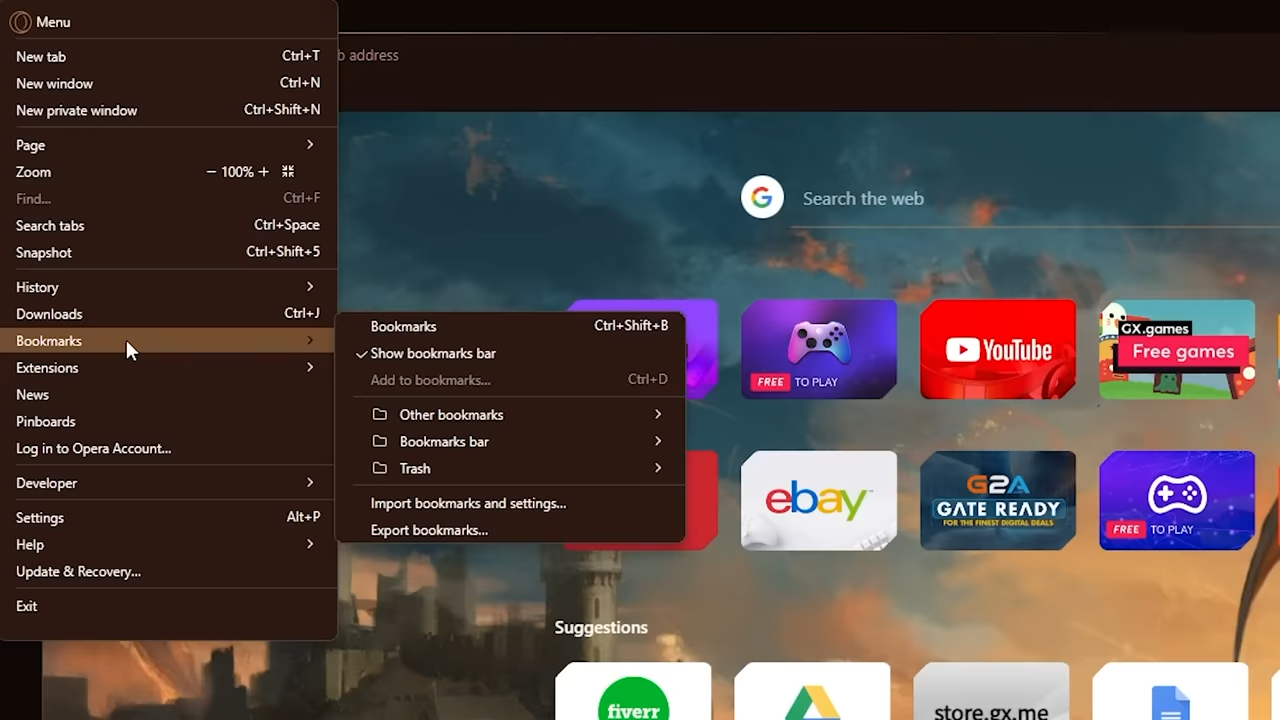 Menu
New tab Ctrl+T
New window Ctrl+N
New private window Ctrl+Shift+N
Page
Zoom − 100% +
Find... Ctrl+F
Search tabs Ctrl+Space
Snapshot Ctrl+Shift+5
History
Downloads Ctrl+J
Bookmarks
Extensions
News
Pinboards
Log in to Opera Account...
Developer
Settings Alt+P
Help
Update & Recovery...
Exit
Bookmarks Ctrl+Shift+B
Show bookmarks bar
Add to bookmarks... Ctrl+D
Other bookmarks
Bookmarks bar
Trash
Import bookmarks and settings...
Export bookmarks...
address
Search the web
FREE TO PLAY
YouTube
GX.games
Free games
ebay
G2A
GATE READY
FOR THE FINEST DIGITAL DEALS
FREE TO PLAY
Suggestions
fiverr
store.gx.me